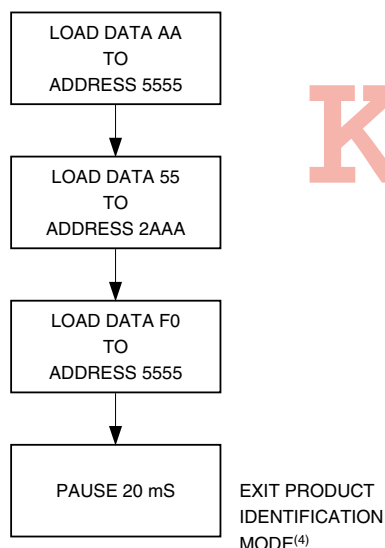 LOAD DATA AA
TO
ADDRESS 5555
K
LOAD DATA 55
TO
ADDRESS 2AAA
LOAD DATA F0
TO
ADDRESS 5555
PAUSE 20 mS
EXIT PRODUCT
IDENTIFICATION
MODE(4)